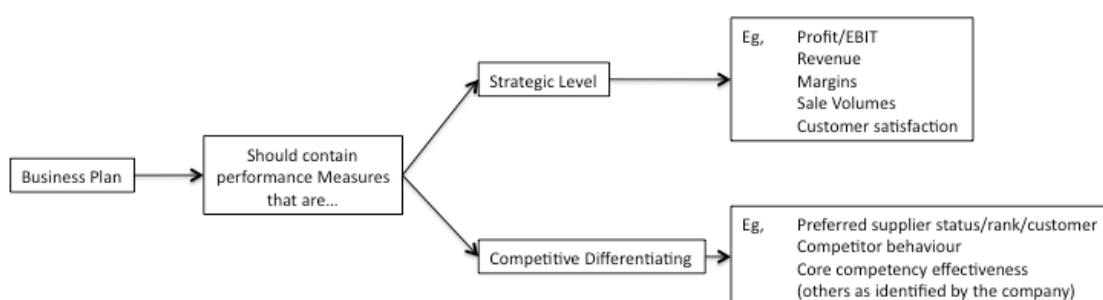 Eg, Profit/EBIT
Revenue
Margins
Sale Volumes
Customer satisfaction
Strategic Level
Business Plan
Should contain
performance Measures
that are...
Competitive Differentiating
Eg, Preferred supplier status/rank/customer
Competitor behaviour
Core competency effectiveness
(others as identified by the company)